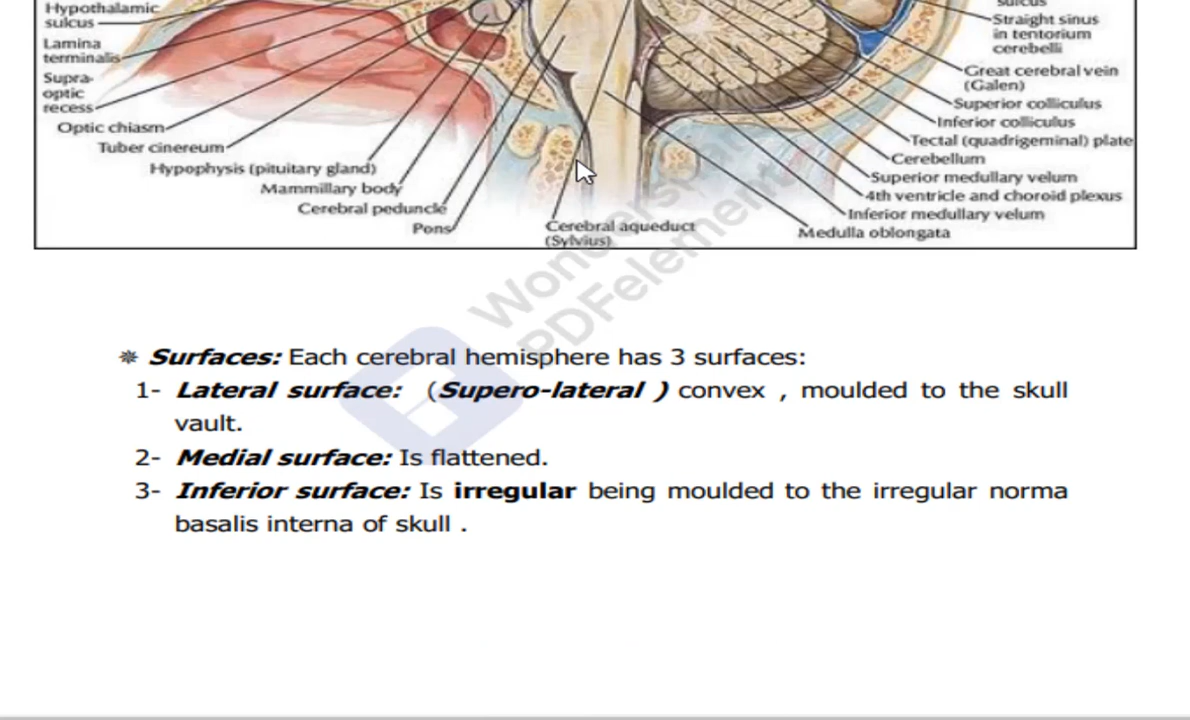 Hypothalamic
sulcus
Lamina
terminalis
Supra-
optic
recess
Optic chiasm
Tuber cinereum
Hypophysis (pituitary gland)
Mammillary body
Cerebral peduncle
Pons
Cerebral aqueduct
(Sylvius)
sulcus
Straight sinus
in tentorium
cerebelli
Great cerebral vein
(Galen)
Superior colliculus
Inferior colliculus
Tectal (quadrigeminal) plate
Cerebellum
Superior medullary velum
4th ventricle and choroid plexus
Inferior medullary velum
Medulla oblongata
PDFelement
✵ Surfaces: Each cerebral hemisphere has 3 surfaces:
1- Lateral surface: (Supero-lateral ) convex , moulded to the skull
vault.
2- Medial surface: Is flattened.
3- Inferior surface: Is irregular being moulded to the irregular norma
basalis interna of skull .